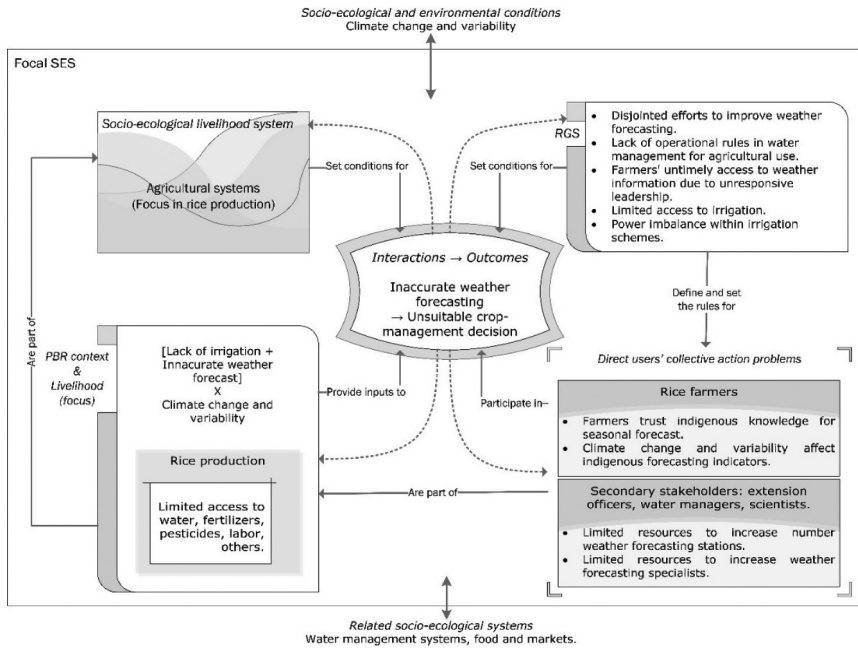 Socio-ecological and environmental conditions
Climate change and variability
Focal SES
Socio-ecological livelihood system
Agricultural systems
(Focus in rice production)
Set conditions for
Set conditions for
RGS
• Disjointed efforts to improve weather
forecasting.
• Lack of operational rules in water
management for agricultural use.
• Farmers' untimely access to weather
information due to unresponsive
leadership.
• Limited access to irrigation.
• Power imbalance within irrigation
schemes.
Interactions → Outcomes
Inaccurate weather
forecasting
→ Unsuitable crop-
management decision
Define and set
the rules for
Are part of
PBR context
&
Livelihood
(focus)
[Lack of irrigation +
Innacurate weather
forecast]
X
Climate change and
variability
Provide inputs to
Participate in
Rice production
Limited access to
water, fertilizers,
pesticides, labor,
others.
Are part of
Direct users' collective action problems
Rice farmers
• Farmers trust indigenous knowledge for
seasonal forecast.
• Climate change and variability affect
indigenous forecasting indicators.
Secondary stakeholders: extension
officers, water managers, scientists.
• Limited resources to increase number
weather forecasting stations.
• Limited resources to increase weather
forecasting specialists.
Related socio-ecological systems
Water management systems, food and markets.